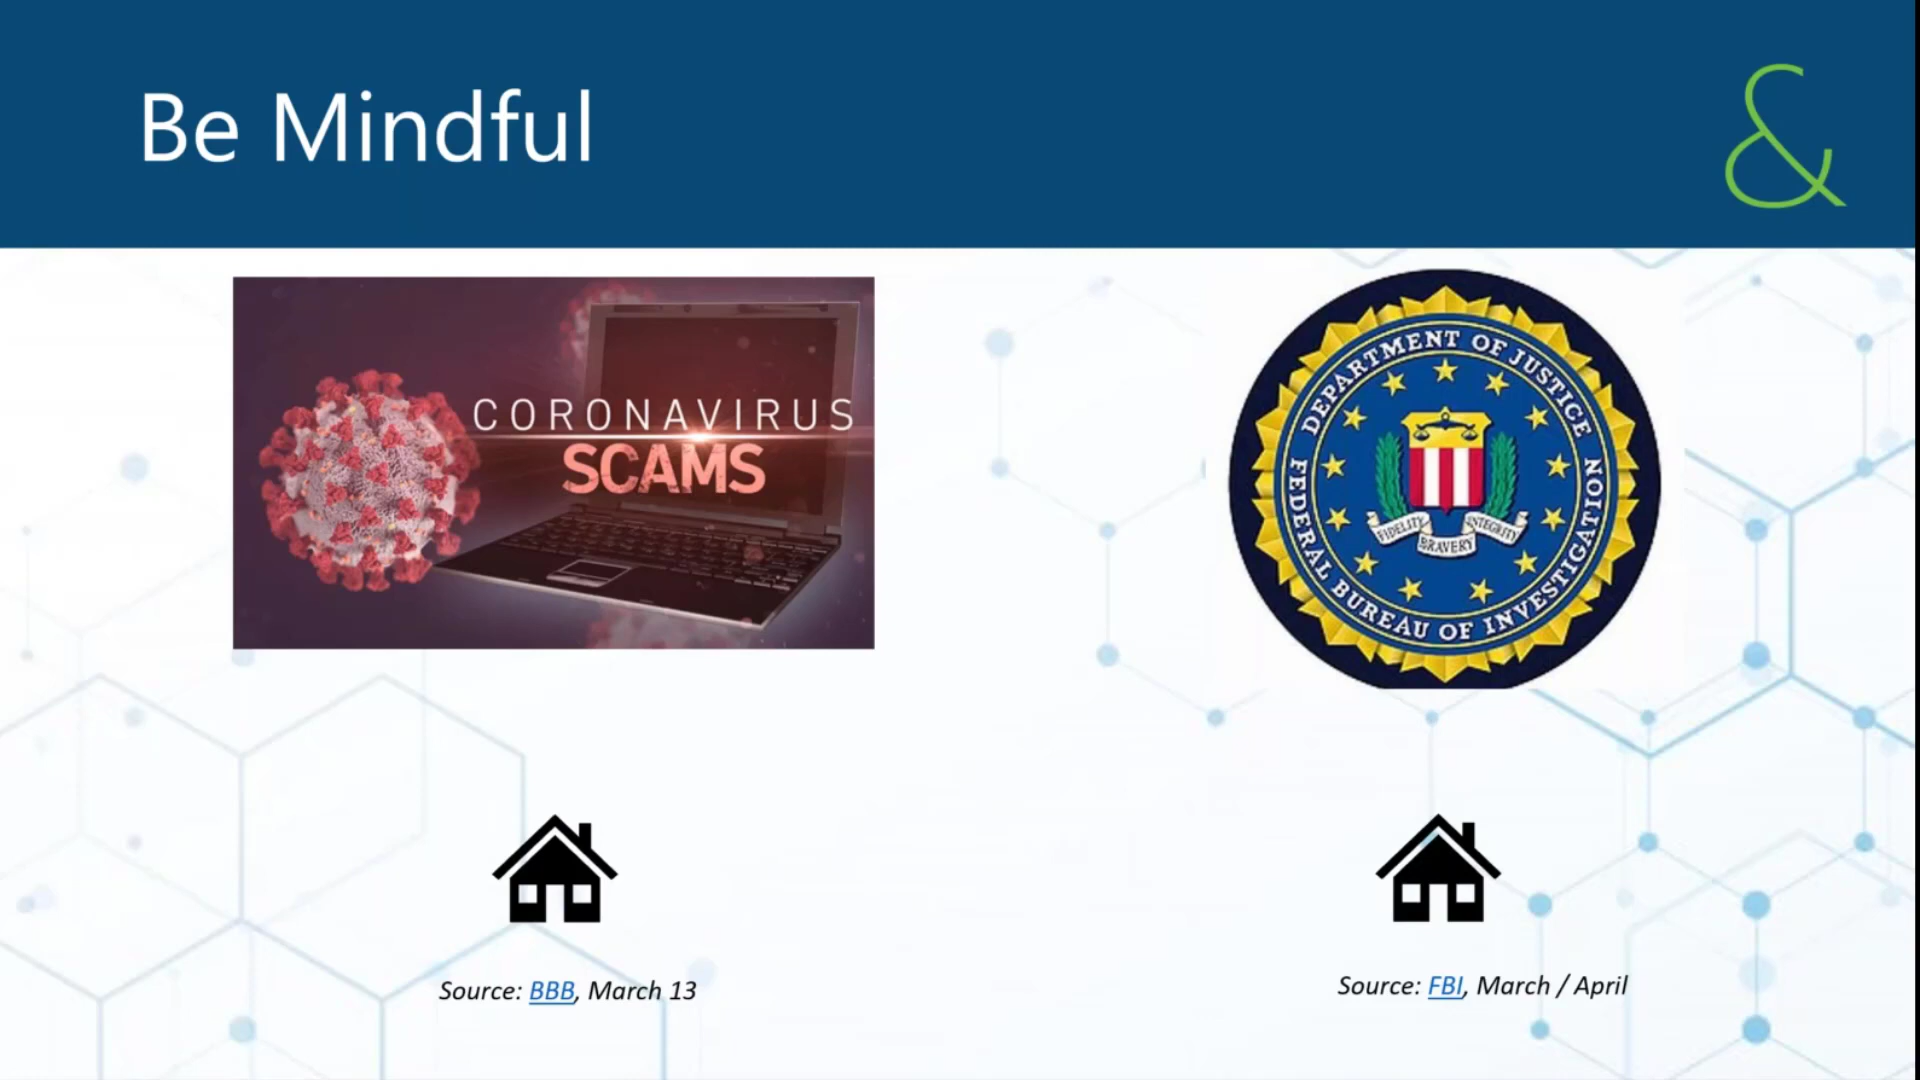 Be Mindful
&
CORONAVIRUS
SCAMS
Source: BBB, March 13
DEPARTMENT OF JUSTICE
FEDERAL BUREAU OF INVESTIGATION
FIDELITY
BRAVERY
INTEGRITY
Source: FBI, March / April